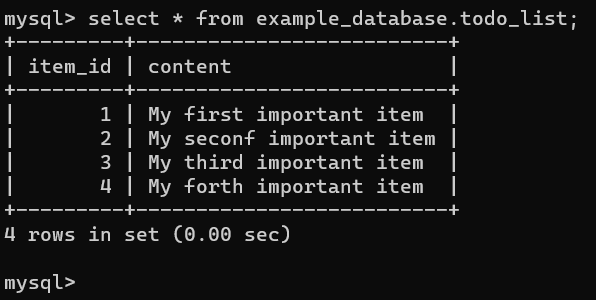 mysql> select * from example_database.todo_list;
+---------+--------------------------+
| item_id | content                  |
+---------+--------------------------+
|       1 | My first important item  |
|       2 | My seconf important item |
|       3 | My third important item  |
|       4 | My forth important item  |
+---------+--------------------------+
4 rows in set (0.00 sec)

mysql>